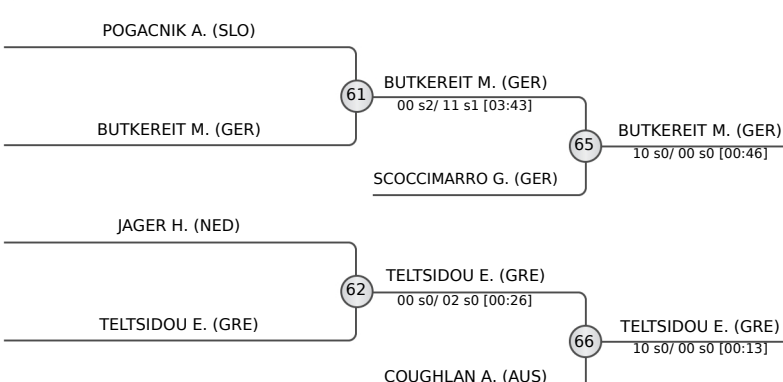 POGACNIK A. (SLO)
61
BUTKEREIT M. (GER)
00 s2/ 11 s1 [03:43]
BUTKEREIT M. (GER)
65
BUTKEREIT M. (GER)
10 s0/ 00 s0 [00:46]
SCOCCIMARRO G. (GER)
JAGER H. (NED)
62
TELTSIDOU E. (GRE)
00 s0/ 02 s0 [00:26]
TELTSIDOU E. (GRE)
66
TELTSIDOU E. (GRE)
10 s0/ 00 s0 [00:13]
COUGHLAN A. (AUS)